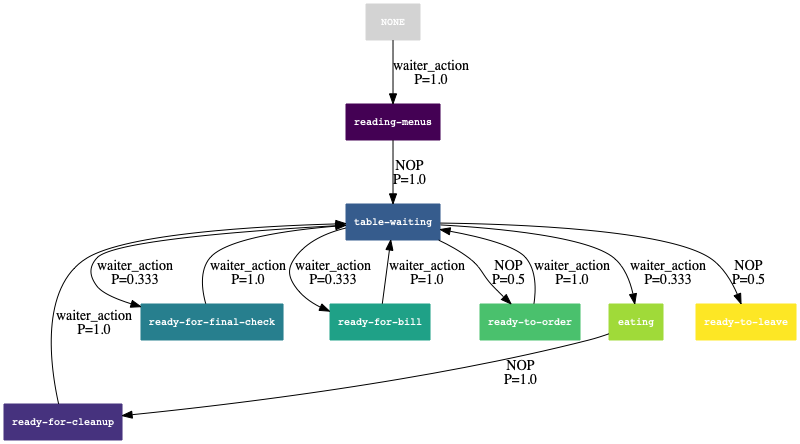 NONE
waiter_action
P=1.0
reading-menus
NOP
P=1.0
table-waiting
waiter_action
P=0.333
waiter_action
P=1.0
waiter_action
P=0.333
waiter_action
P=1.0
NOP
P=0.5
waiter_action
P=1.0
waiter_action
P=0.333
NOP
P=0.5
waiter_action
P=1.0
ready-for-final-check
ready-for-bill
ready-to-order
eating
ready-to-leave
NOP
P=1.0
ready-for-cleanup